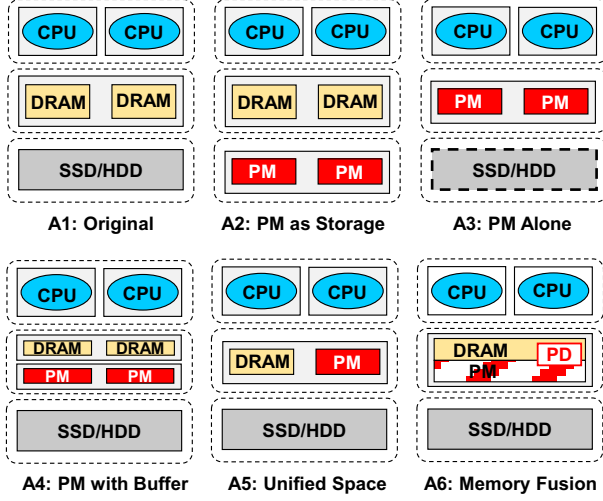 CPU CPU CPU CPU CPU CPU
DRAM DRAM DRAM DRAM PM PM
SSD/HDD PM PM SSD/HDD
A1: Original A2: PM as Storage A3: PM Alone
CPU CPU CPU CPU CPU CPU
DRAM DRAM DRAM PM DRAM PD
PM PM PM
SSD/HDD SSD/HDD SSD/HDD
A4: PM with Buffer A5: Unified Space A6: Memory Fusion